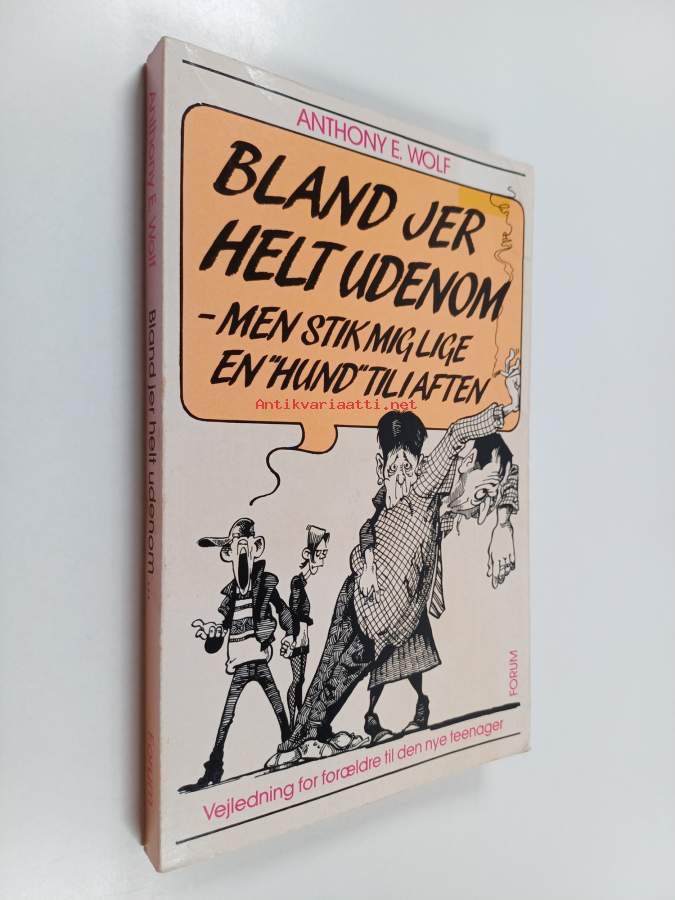 ANTHONY E. WOLF
BLAND JER
HELT UDENOM
- MEN STIK MIG LIGE
EN "HUND" TIL I AFTEN
Antikvariaatti.net
FORUM
Vejledning for forældre til den nye teenager
Anthony E. Wolf Bland jer helt udenom... Forum